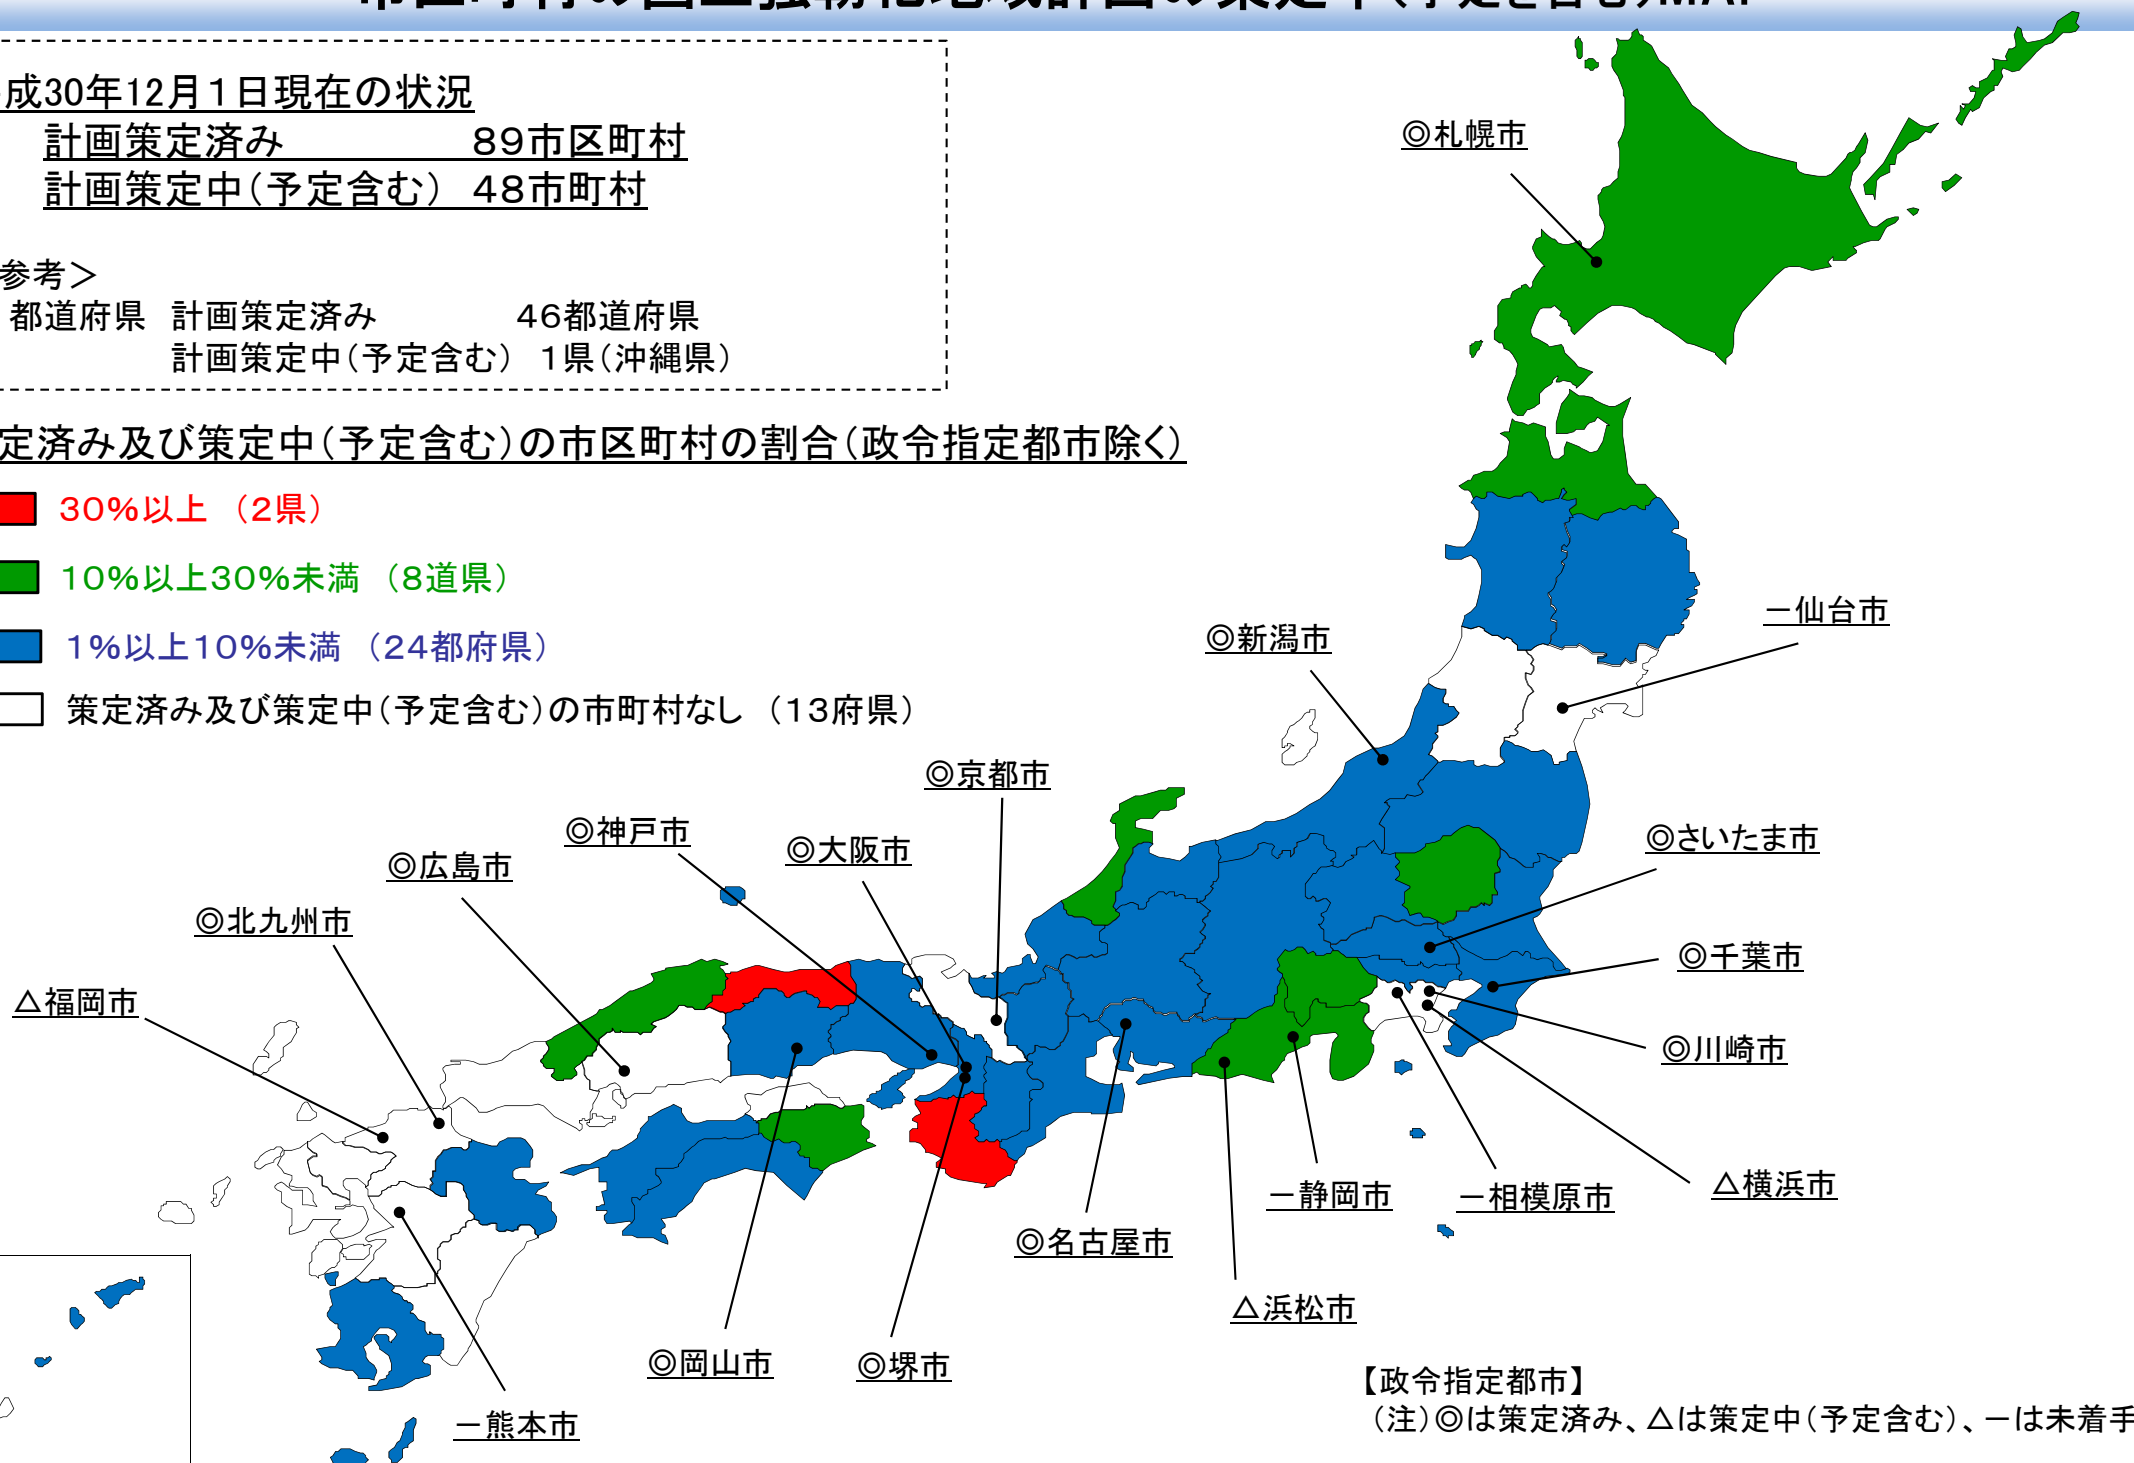 成30年12月1日現在の状況
計画策定済み 89市区町村
計画策定中(予定含む) 48市町村
参考＞
都道府県 計画策定済み 46都道府県
計画策定中(予定含む) 1県(沖縄県)
定済み及び策定中(予定含む)の市区町村の割合(政令指定都市除く)
30%以上 (2県)
10%以上30%未満 (8道県)
1%以上10%未満 (24都府県)
策定済み及び策定中(予定含む)の市町村なし (13府県)
◎札幌市
－仙台市
◎新潟市
◎京都市
◎神戸市
◎大阪市
◎さいたま市
◎広島市
◎北九州市
◎千葉市
△福岡市
◎川崎市
△横浜市
－静岡市
－相模原市
◎名古屋市
△浜松市
◎岡山市
◎堺市
－熊本市
【政令指定都市】
(注)◎は策定済み、△は策定中(予定含む)、－は未着手